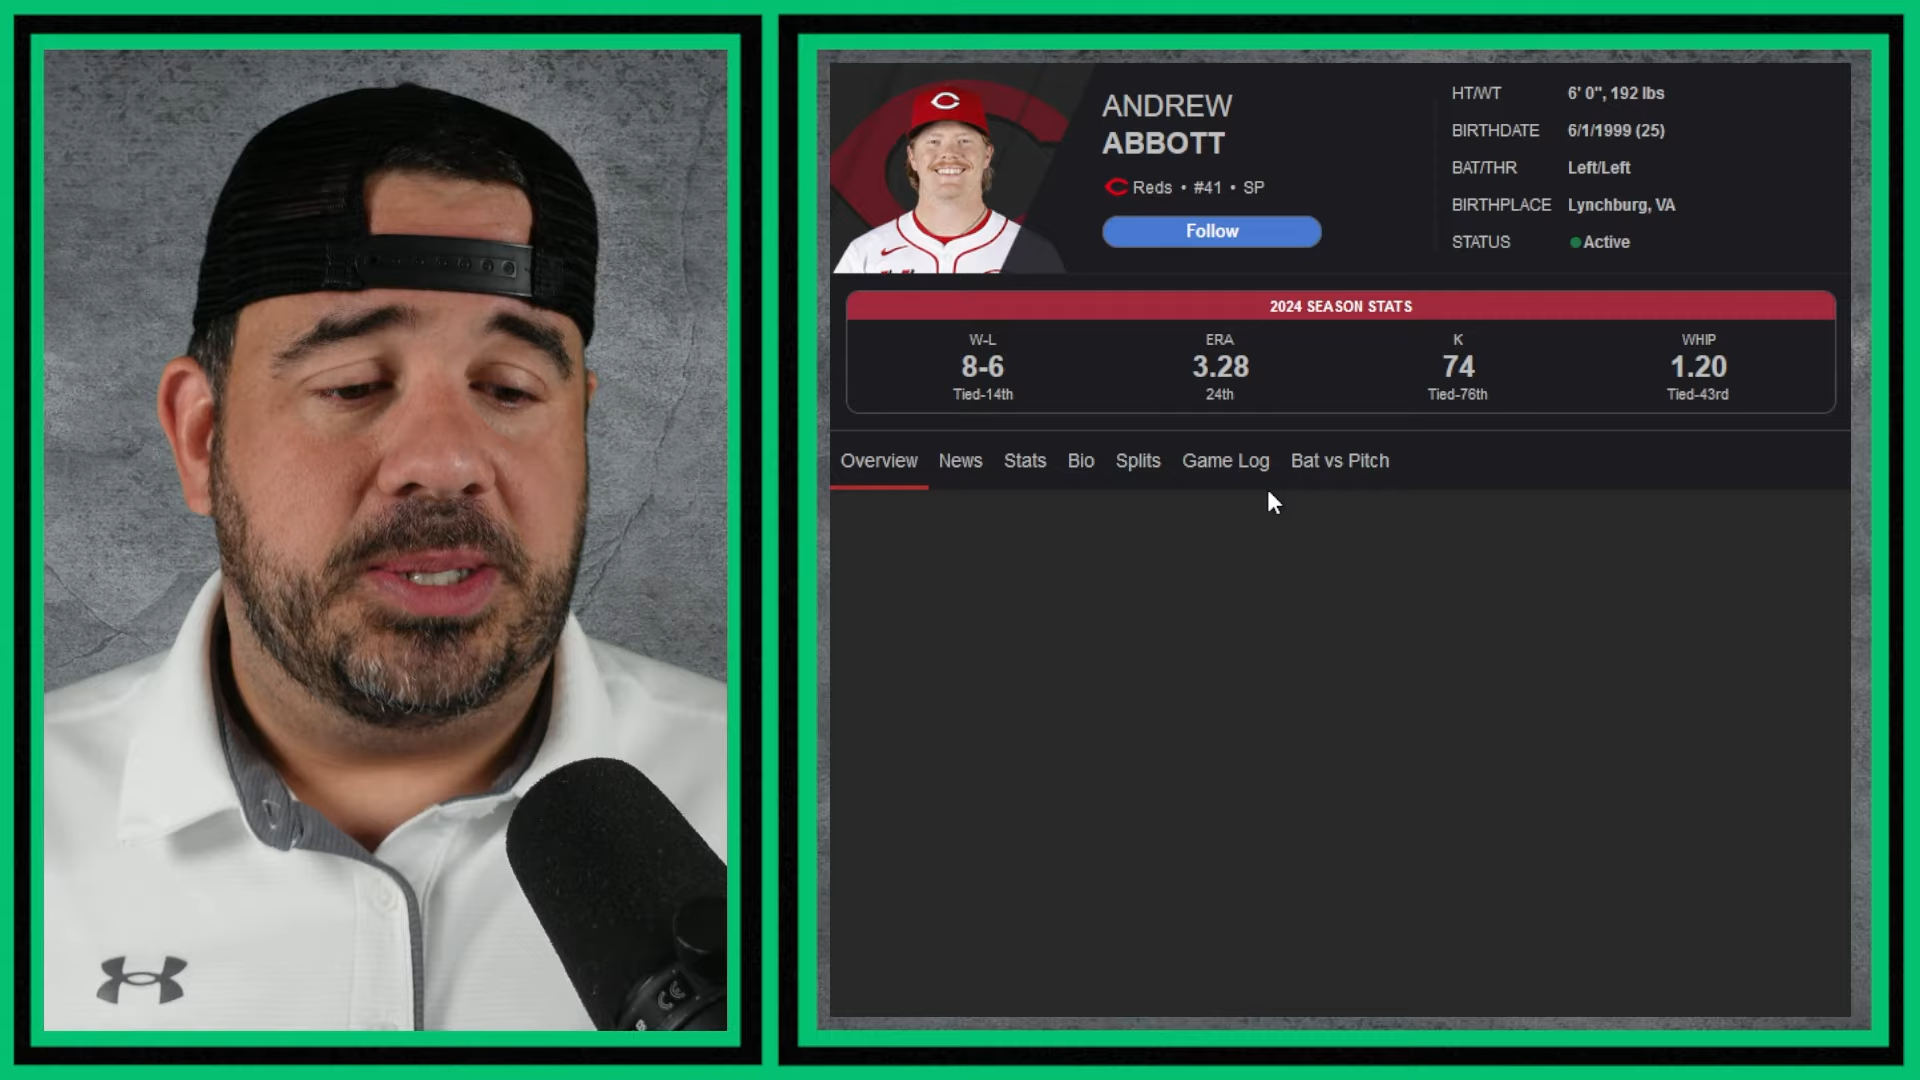 ANDREW
ABBOTT
Reds • #41 • SP
Follow
HT/WT 6' 0", 192 lbs
BIRTHDATE 6/1/1999 (25)
BAT/THR Left/Left
BIRTHPLACE Lynchburg, VA
STATUS Active
2024 SEASON STATS
W-L ERA K WHIP
8-6 3.28 74 1.20
Tied-14th 24th Tied-76th Tied-43rd
Overview News Stats Bio Splits Game Log Bat vs Pitch